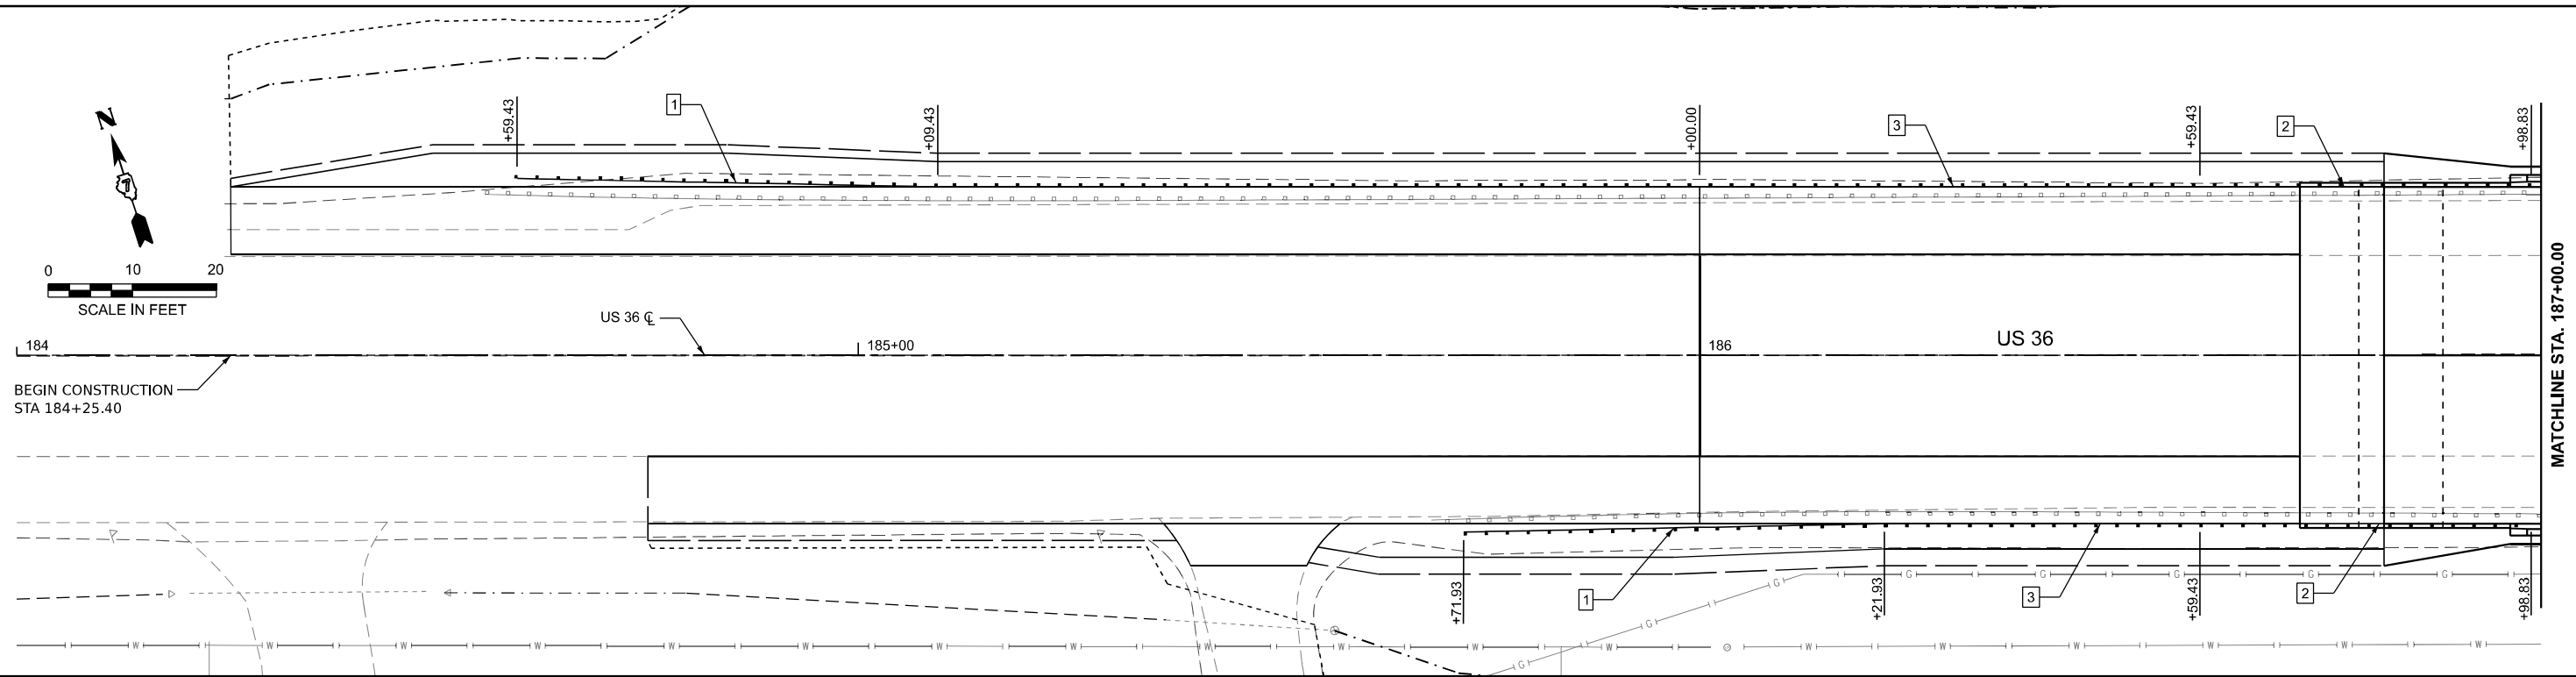 +59.43
1
+09.43
+00.00
3
+59.43
2
+98.83
N
0 10 20
SCALE IN FEET
US 36 ℄
184
185+00
186
US 36
MATCHLINE STA. 187+00.00
BEGIN CONSTRUCTION
STA 184+25.40
+71.93
1
+21.93
3
+59.43
2
+98.83
G G G G G G
G
G
W W W W W W W W W W W W W W W W W W